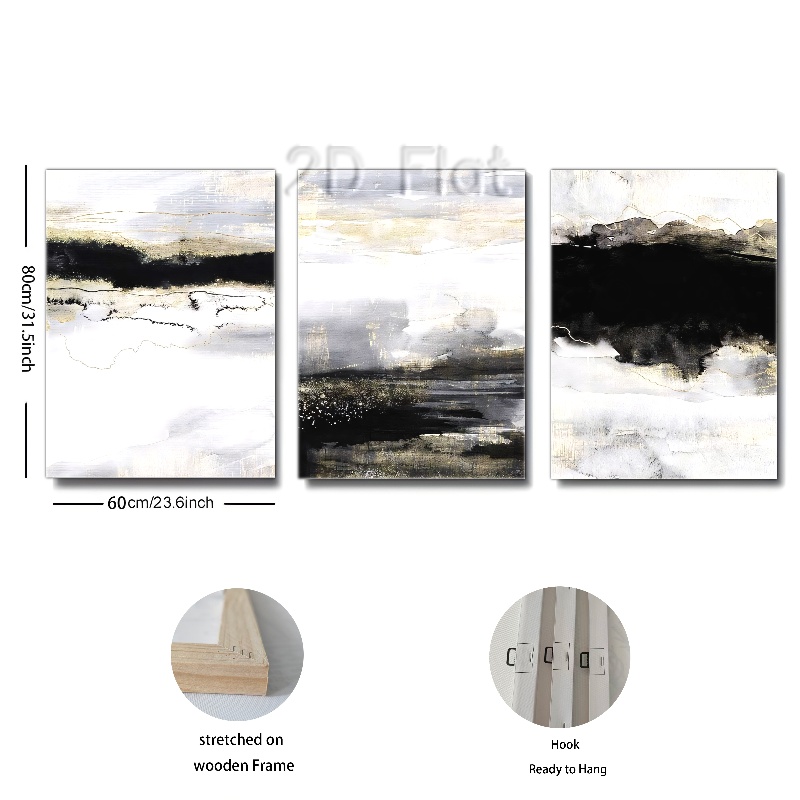 2D Flat
80cm/31.5inch
60cm/23.6inch
stretched on
wooden Frame
Hook
Ready to Hang